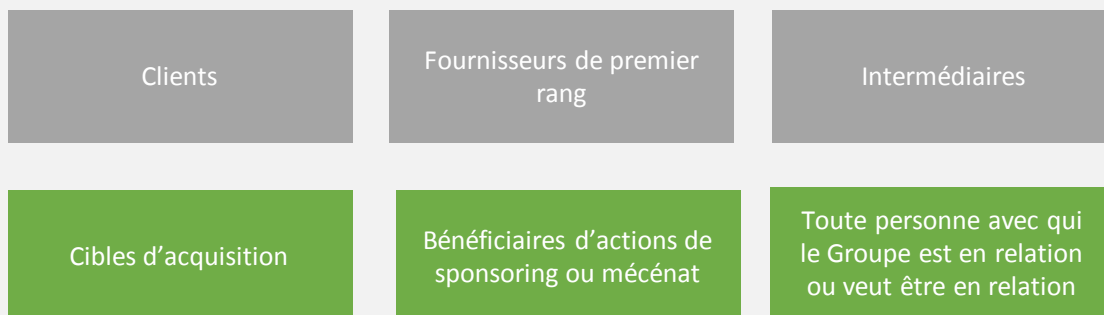 Clients
Fournisseurs de premier
rang
Intermédiaires
Cibles d'acquisition
Bénéficiaires d'actions de
sponsoring ou mécénat
Toute personne avec qui
le Groupe est en relation
ou veut être en relation